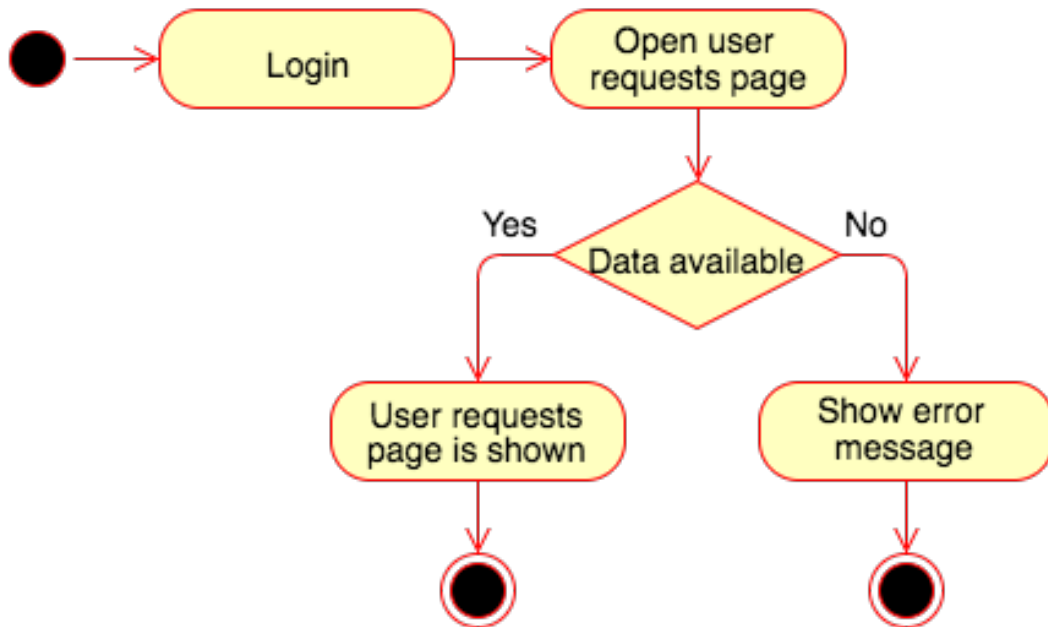 Login
Open user
requests page
Yes
No
Data available
User requests
page is shown
Show error
message